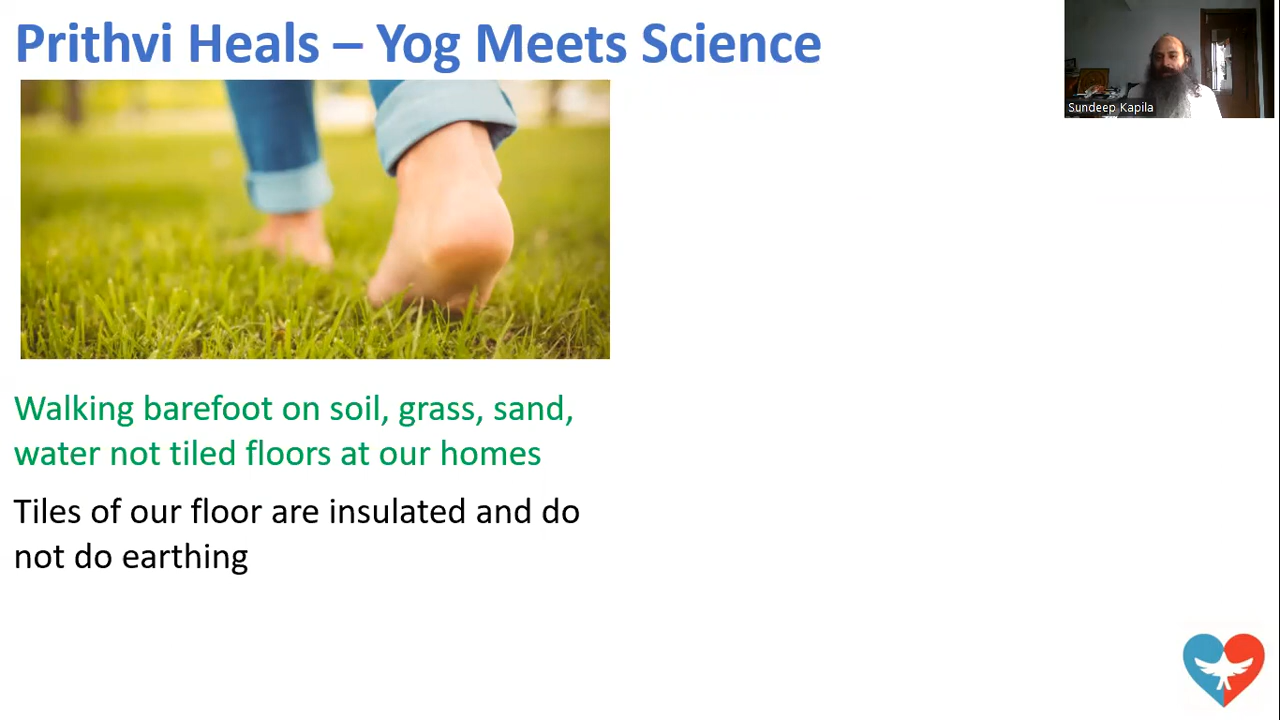 Prithvi Heals – Yog Meets Science
Sundeep Kapila
Walking barefoot on soil, grass, sand,
water not tiled floors at our homes
Tiles of our floor are insulated and do
not do earthing